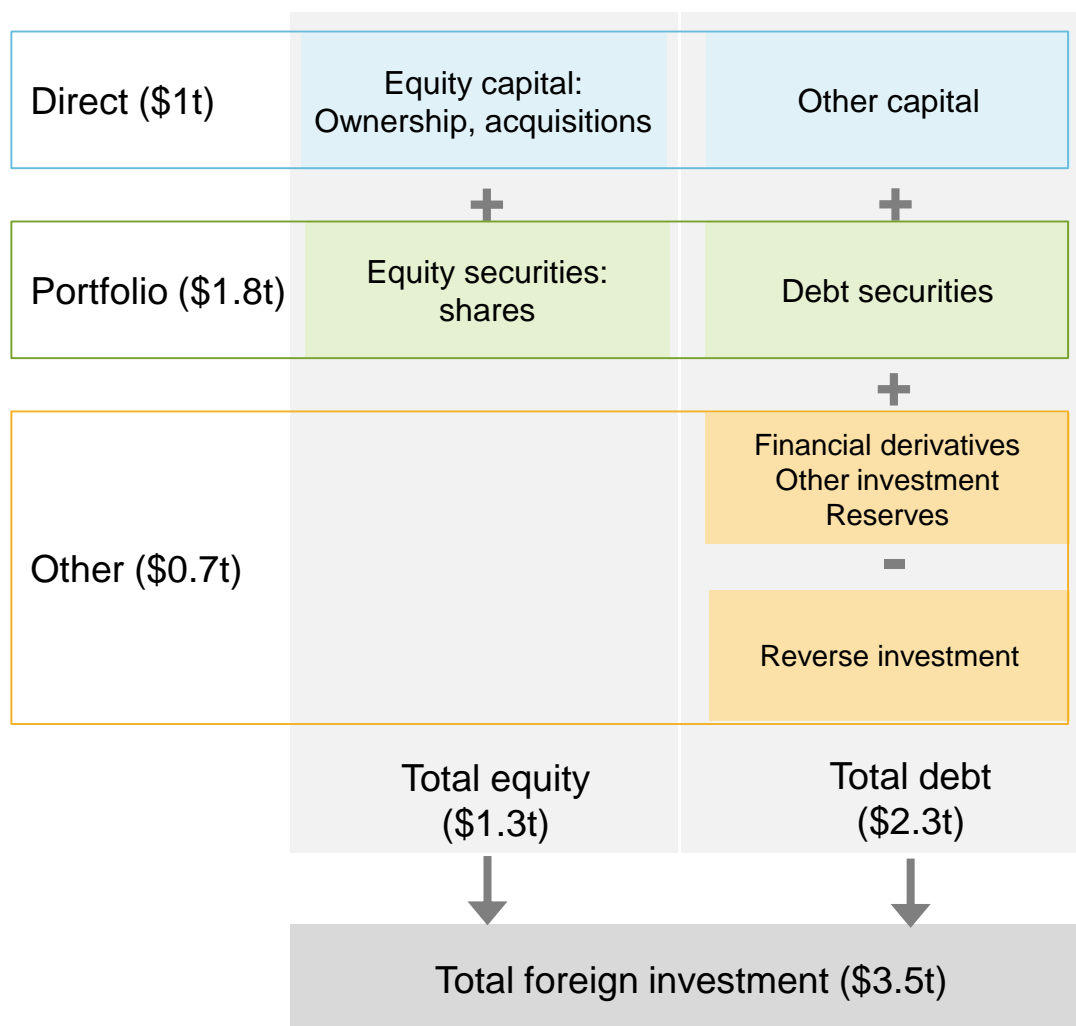 Direct ($1t)
Equity capital:
Ownership, acquisitions
Other capital
+
+
Portfolio ($1.8t)
Equity securities:
shares
Debt securities
+
Other ($0.7t)
Financial derivatives
Other investment
Reserves
-
Reverse investment
Total equity
($1.3t)
Total debt
($2.3t)
Total foreign investment ($3.5t)